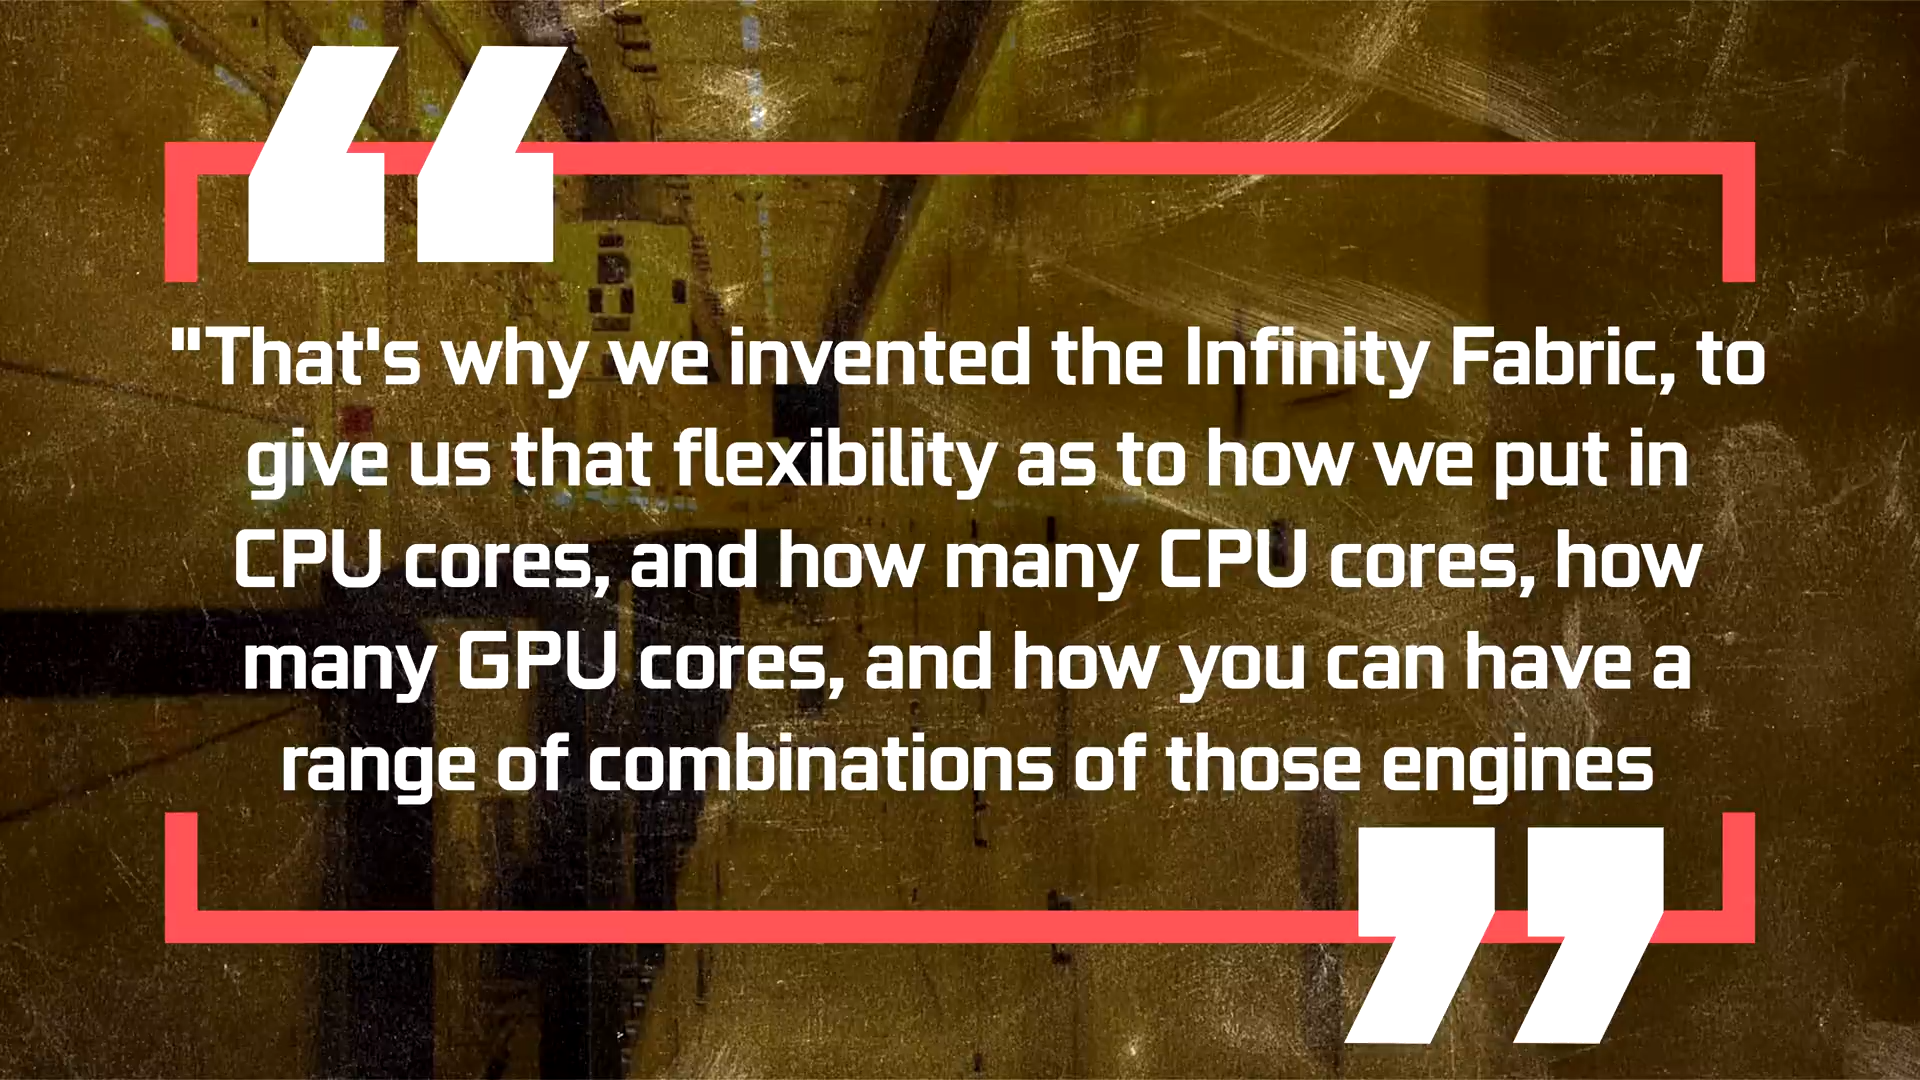 "That's why we invented the Infinity Fabric, to
give us that flexibility as to how we put in
CPU cores, and how many CPU cores, how
many GPU cores, and how you can have a
range of combinations of those engines